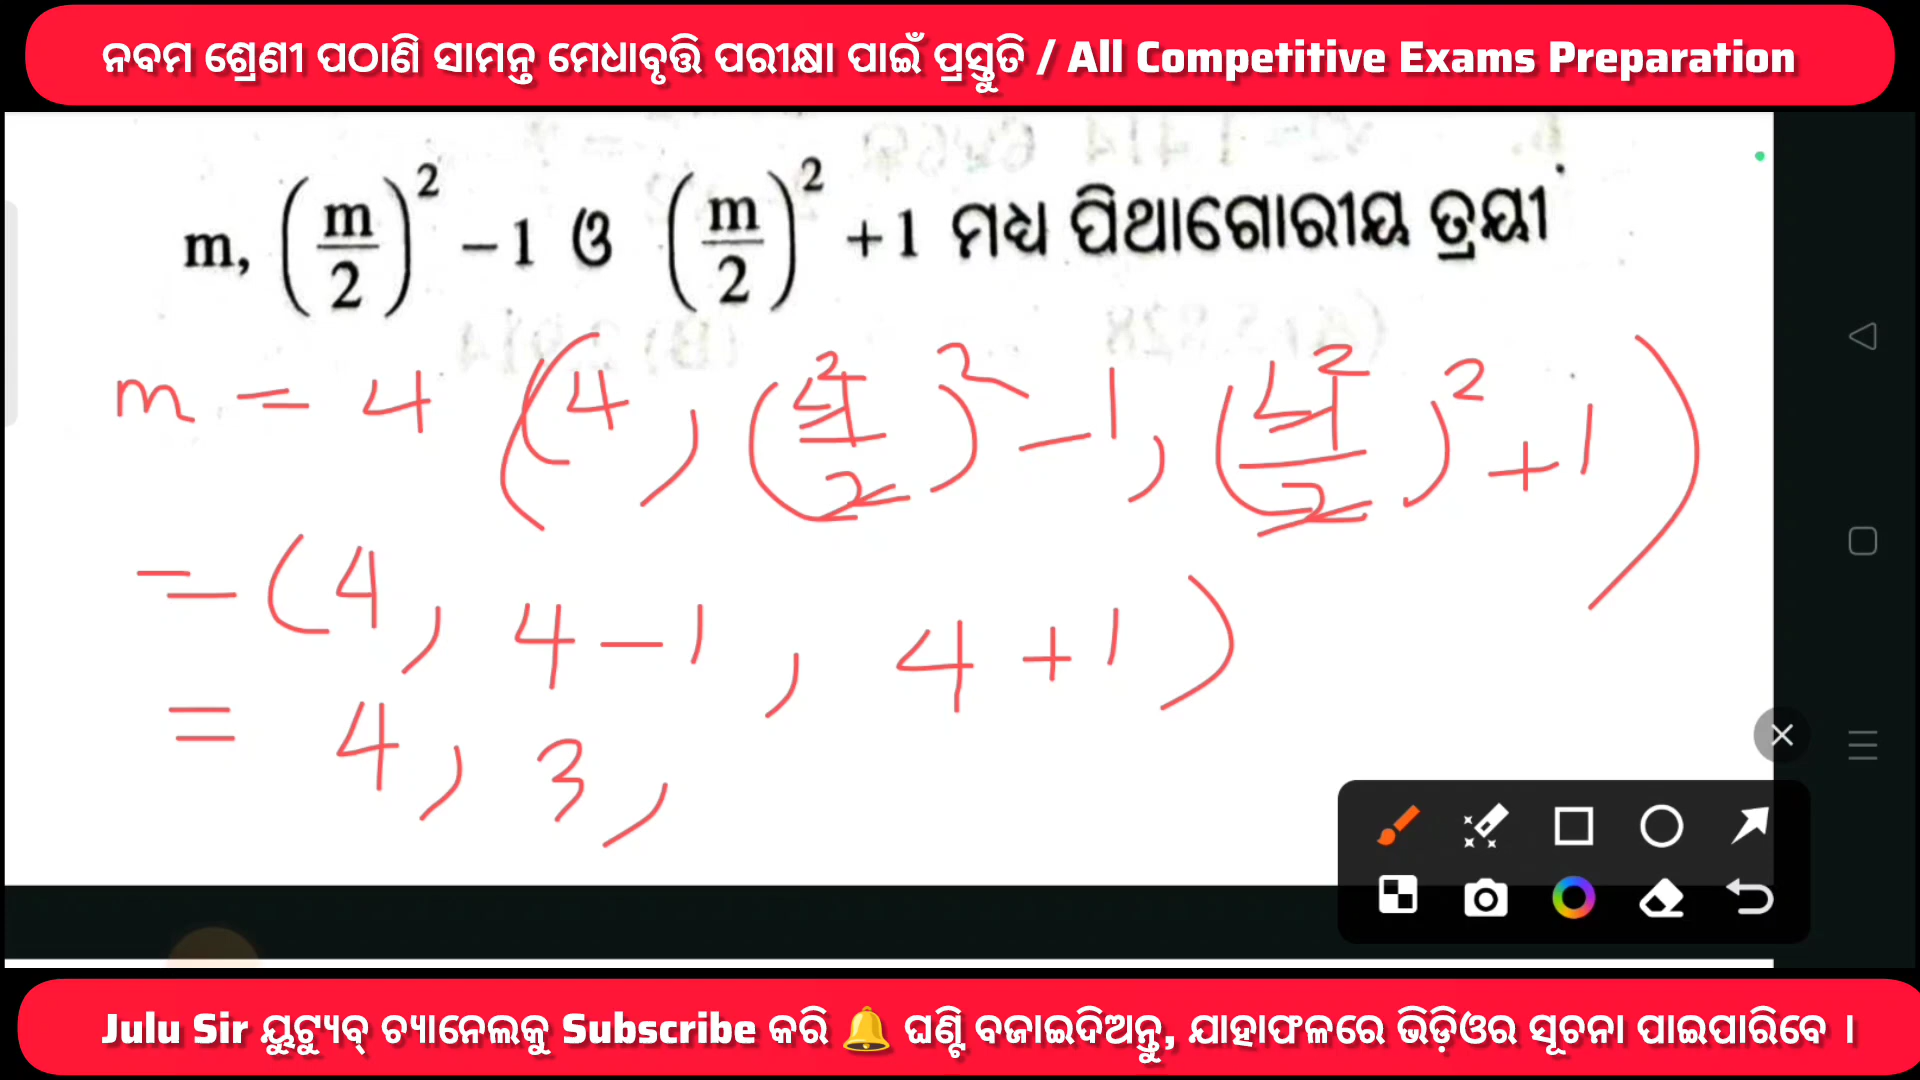 ନବମ ଶ୍ରେଣୀ ପଠାଣି ସାମନ୍ତ ମେଧାବୃତ୍ତି ପରୀକ୍ଷା ପାଇଁ ପ୍ରସ୍ତୁତି / All Competitive Exams Preparation
m, (m/2)² − 1 ଓ (m/2)² + 1 ମଧ୍ୟ ପିଥାଗୋରୀୟ ତ୍ରୟୀ
m = 4 (4, (4/2)² − 1, (4/2)² + 1)
= (4, 4 − 1, 4 + 1)
= 4, 3,
Julu Sir ୟୁଟ୍ୟୁବ୍ ଚ୍ୟାନେଲକୁ Subscribe କରି 🔔 ଘଣ୍ଟି ବଜାଇଦିଅନ୍ତୁ, ଯାହାଫଳରେ ଭିଡ଼ିଓର ସୂଚନା ପାଇପାରିବେ ।